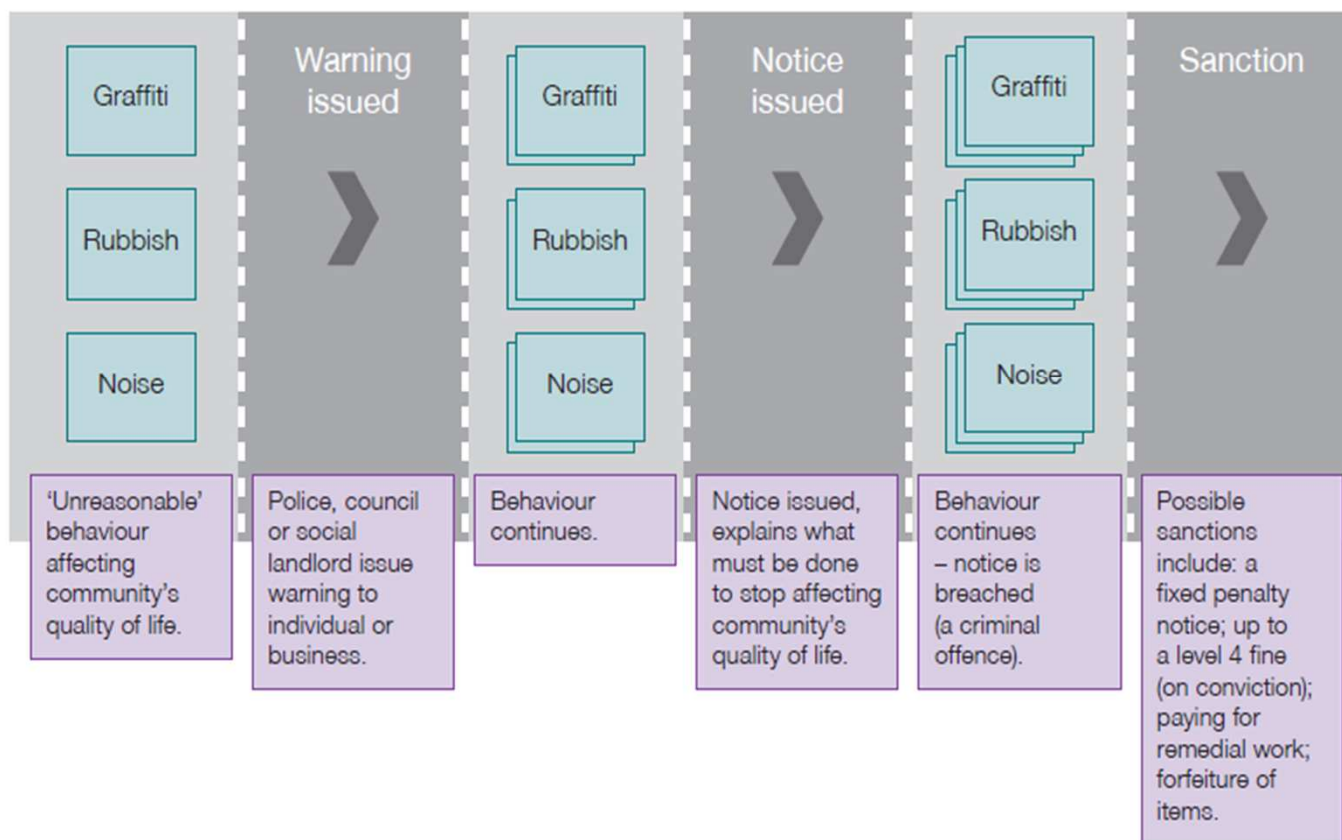 Graffiti
Rubbish
Noise
Warning
issued
Graffiti
Rubbish
Noise
Notice
issued
Graffiti
Rubbish
Noise
Sanction
‘Unreasonable’
behaviour
affecting
community’s
quality of life.
Police, council
or social
landlord issue
warning to
individual or
business.
Behaviour
continues.
Notice issued,
explains what
must be done
to stop affecting
community’s
quality of life.
Behaviour
continues
– notice is
breached
(a criminal
offence).
Possible
sanctions
include: a
fixed penalty
notice; up to
a level 4 fine
(on conviction);
paying for
remedial work;
forfeiture of
items.